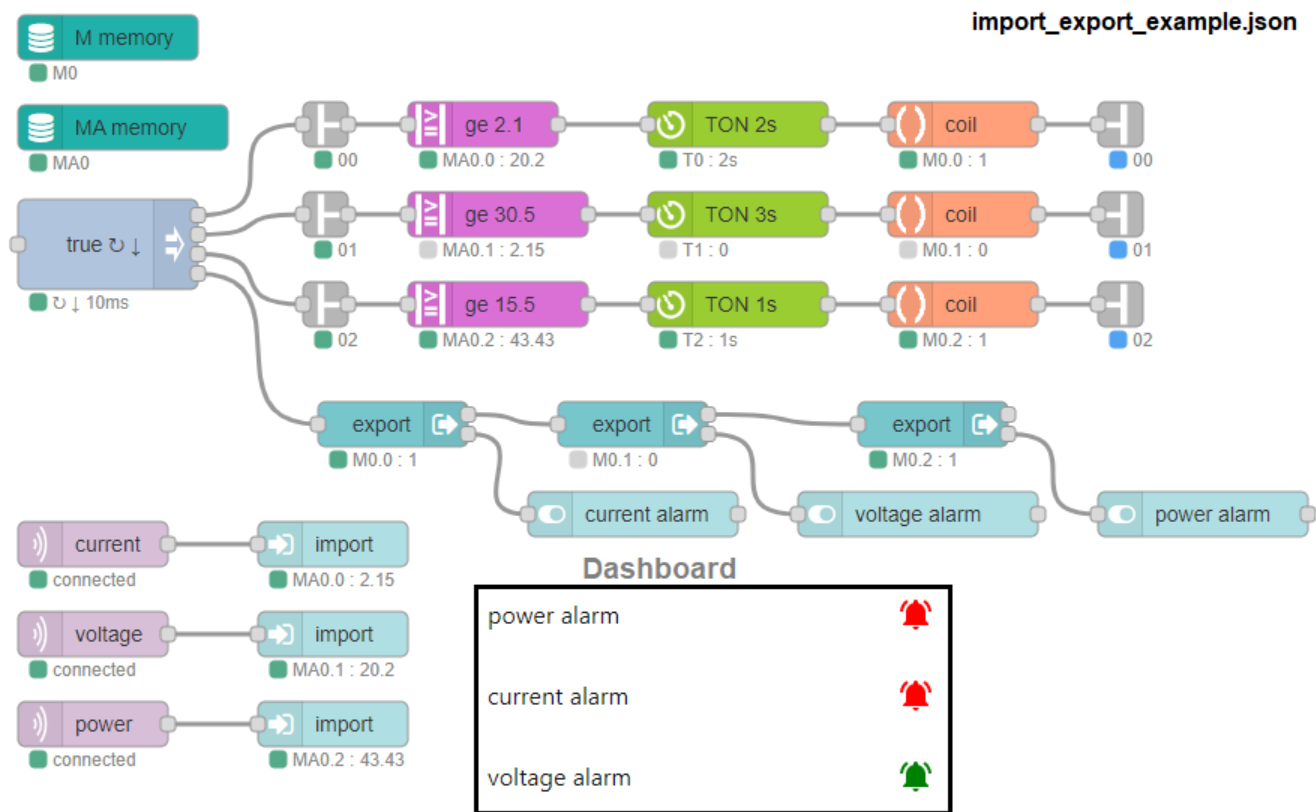 import_export_example.json
M memory
M0
MA memory
MA0
ge 2.1
TON 2s
coil
00
MA0.0 : 20.2
T0 : 2s
M0.0 : 1
00
ge 30.5
TON 3s
coil
true ↻ ↓
01
MA0.1 : 2.15
T1 : 0
M0.1 : 0
01
↻ ↓ 10ms
ge 15.5
TON 1s
coil
02
MA0.2 : 43.43
T2 : 1s
M0.2 : 1
02
export
export
export
M0.0 : 1
M0.1 : 0
M0.2 : 1
current alarm
voltage alarm
power alarm
current
import
connected
MA0.0 : 2.15
voltage
import
connected
MA0.1 : 20.2
power
import
connected
MA0.2 : 43.43
Dashboard
power alarm
current alarm
voltage alarm